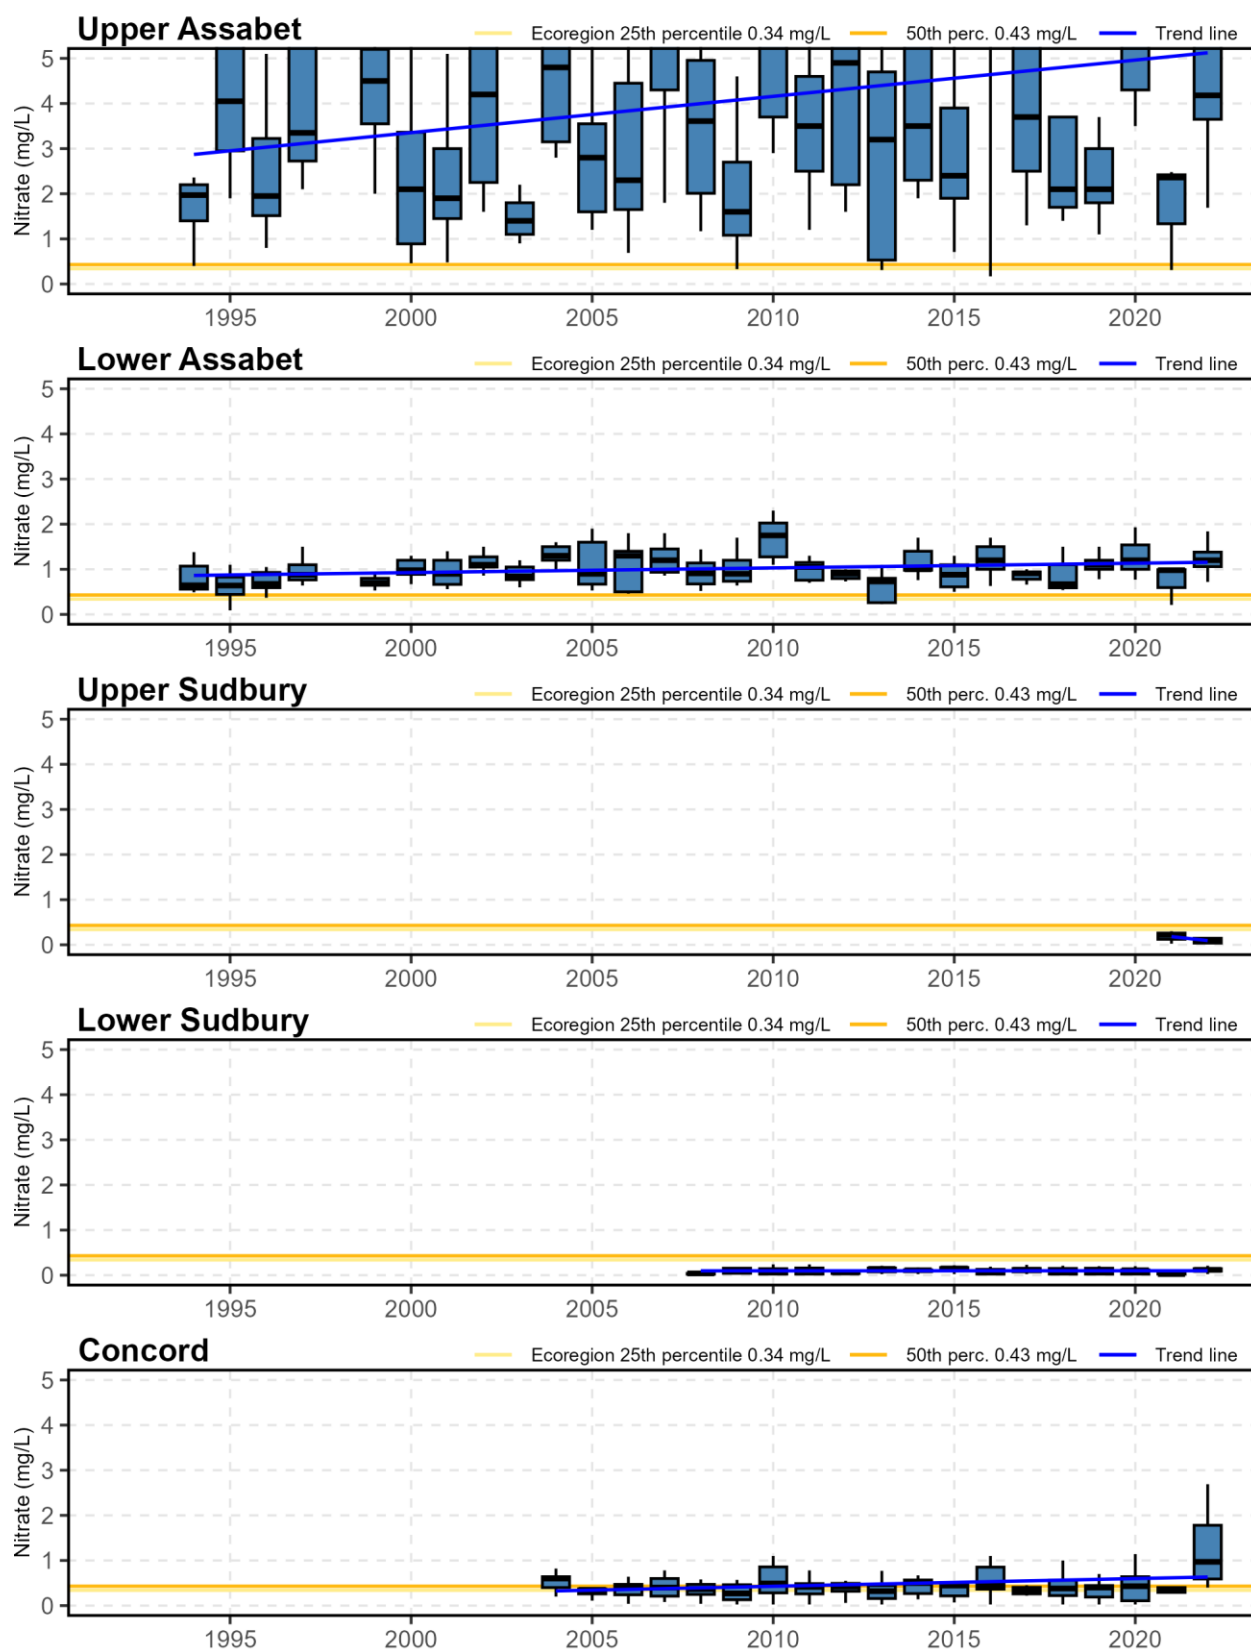 Upper Assabet
Ecoregion 25th percentile 0.34 mg/L 50th perc. 0.43 mg/L Trend line
Nitrate (mg/L)
5
4
3
2
1
0
1995 2000 2005 2010 2015 2020
Lower Assabet
Ecoregion 25th percentile 0.34 mg/L 50th perc. 0.43 mg/L Trend line
Nitrate (mg/L)
5
4
3
2
1
0
1995 2000 2005 2010 2015 2020
Upper Sudbury
Ecoregion 25th percentile 0.34 mg/L 50th perc. 0.43 mg/L Trend line
Nitrate (mg/L)
5
4
3
2
1
0
1995 2000 2005 2010 2015 2020
Lower Sudbury
Ecoregion 25th percentile 0.34 mg/L 50th perc. 0.43 mg/L Trend line
Nitrate (mg/L)
5
4
3
2
1
0
1995 2000 2005 2010 2015 2020
Concord
Ecoregion 25th percentile 0.34 mg/L 50th perc. 0.43 mg/L Trend line
Nitrate (mg/L)
5
4
3
2
1
0
1995 2000 2005 2010 2015 2020